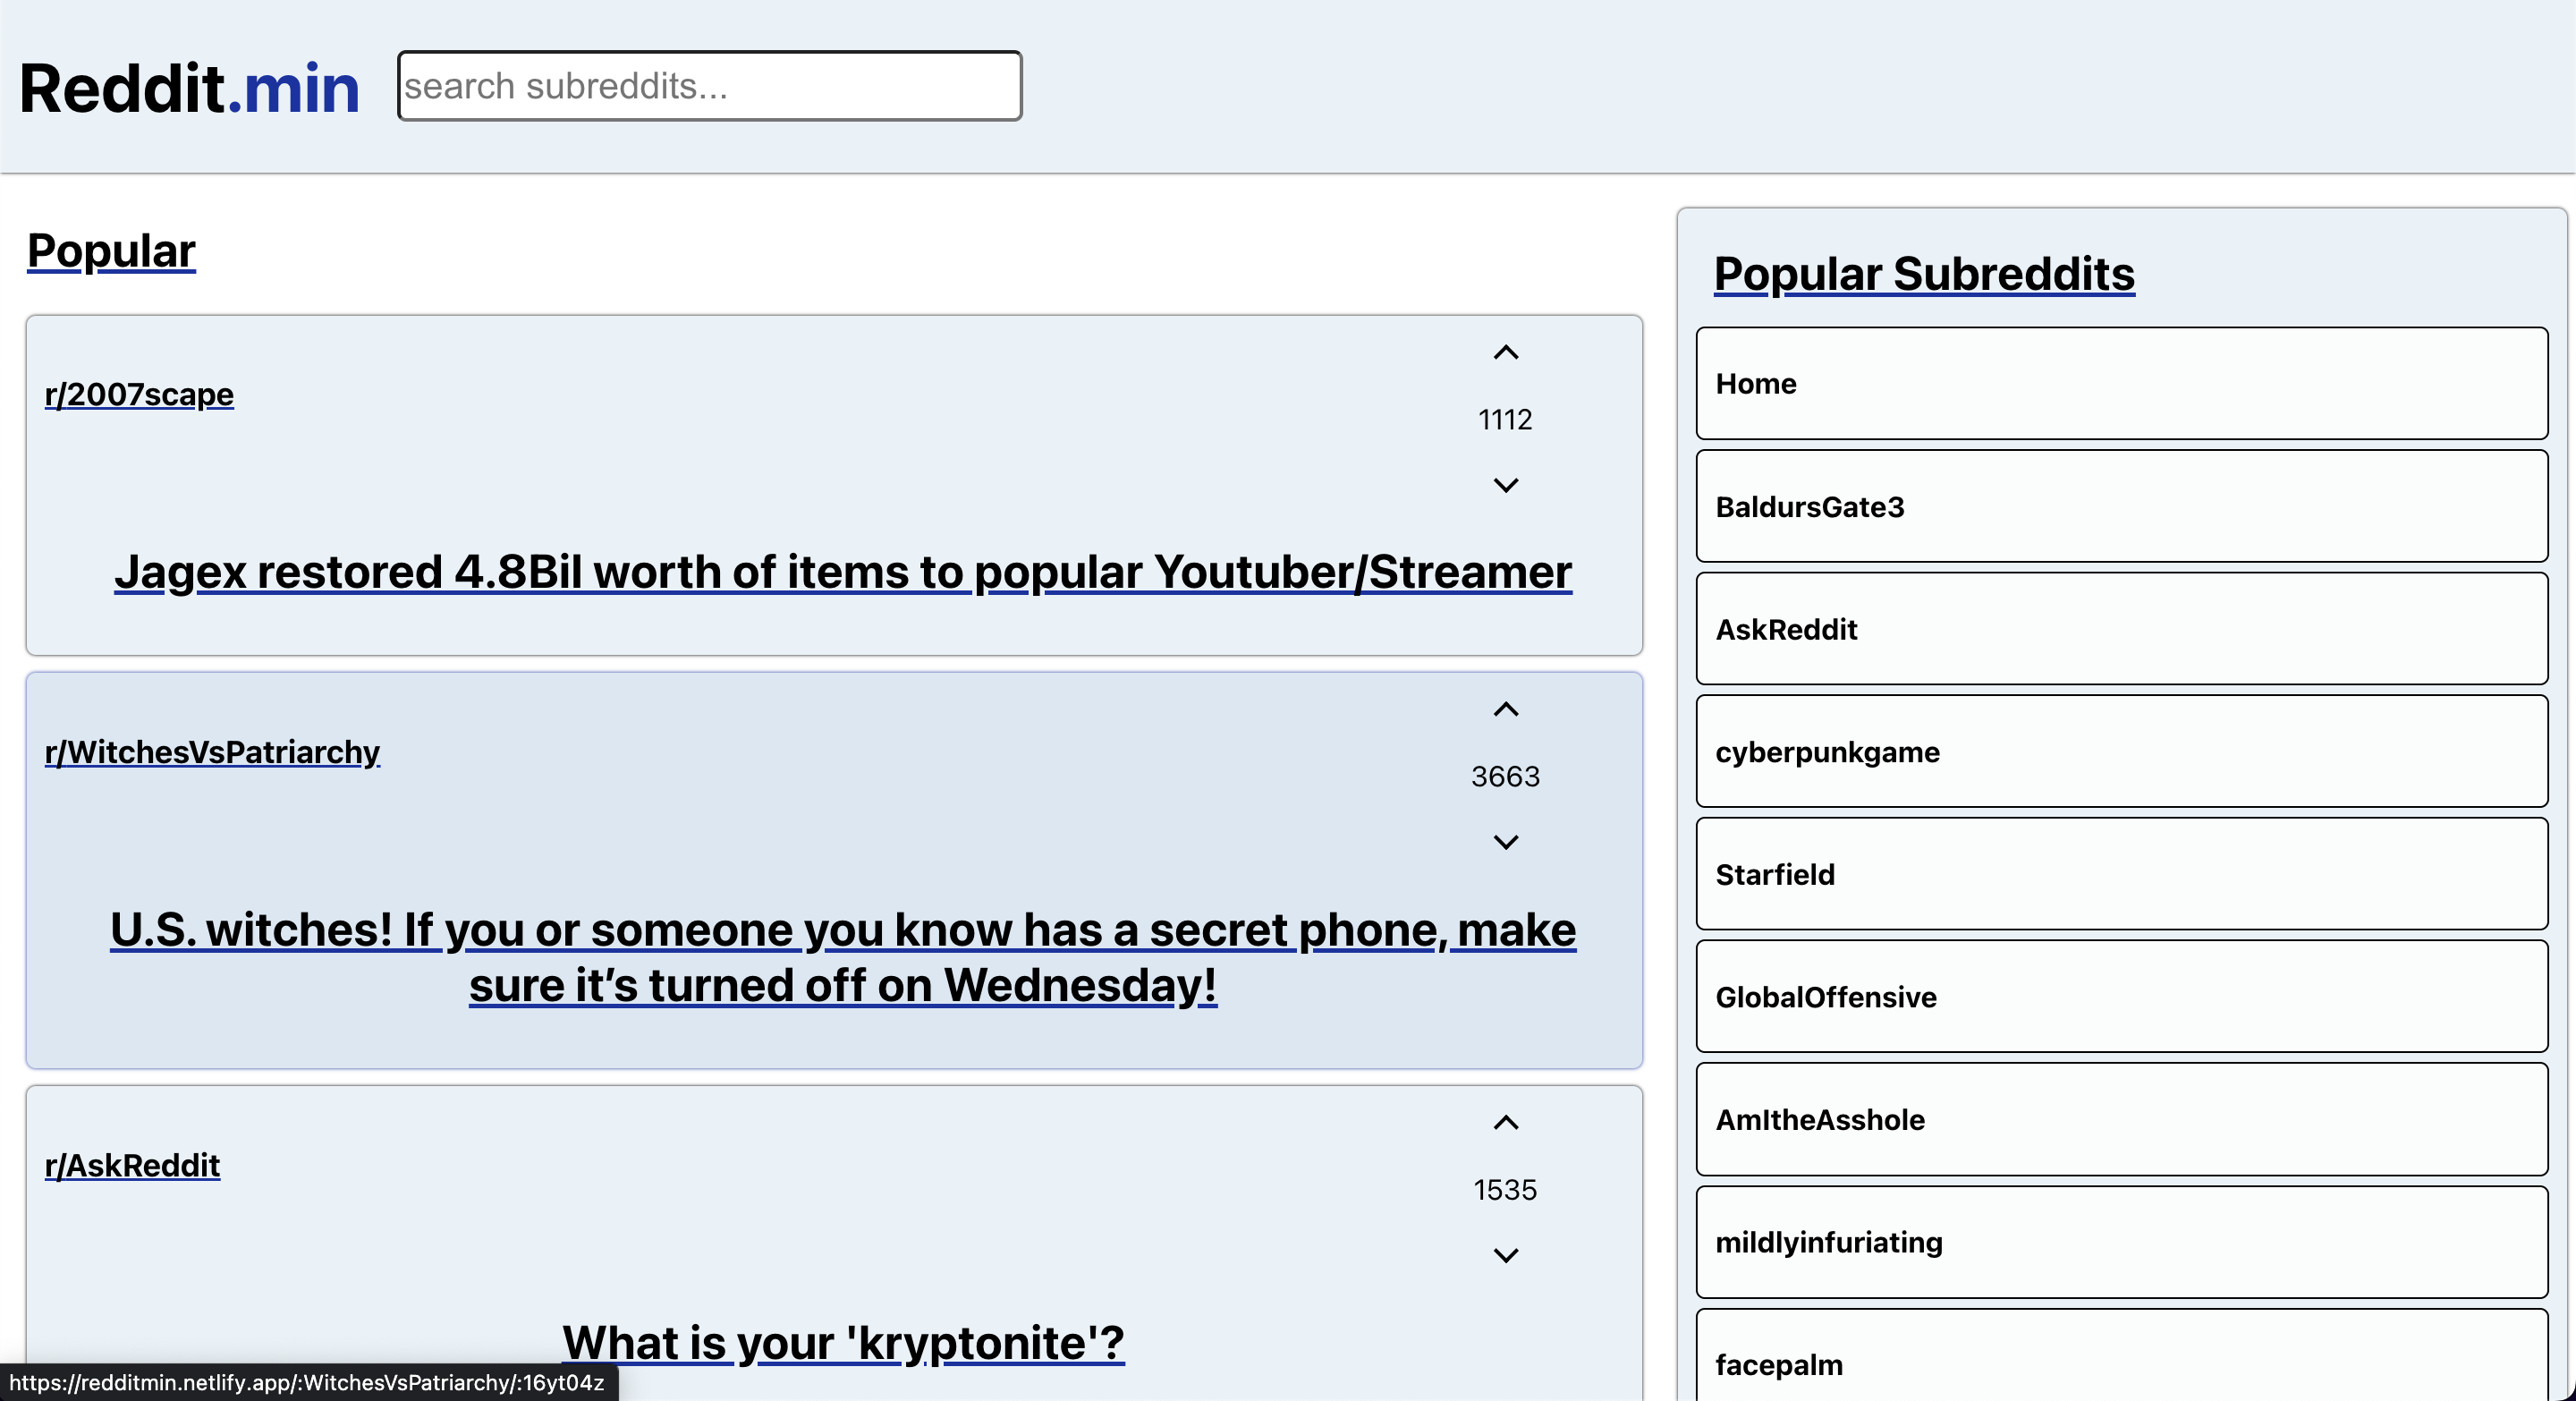 Reddit.min
search subreddits...
Popular
r/2007scape
1112
Jagex restored 4.8Bil worth of items to popular Youtuber/Streamer
r/WitchesVsPatriarchy
3663
U.S. witches! If you or someone you know has a secret phone, make
sure it’s turned off on Wednesday!
r/AskReddit
1535
What is your 'kryptonite'?
Popular Subreddits
Home
BaldursGate3
AskReddit
cyberpunkgame
Starfield
GlobalOffensive
AmItheAsshole
mildlyinfuriating
facepalm
https://redditmin.netlify.app/:WitchesVsPatriarchy/:16yt04z